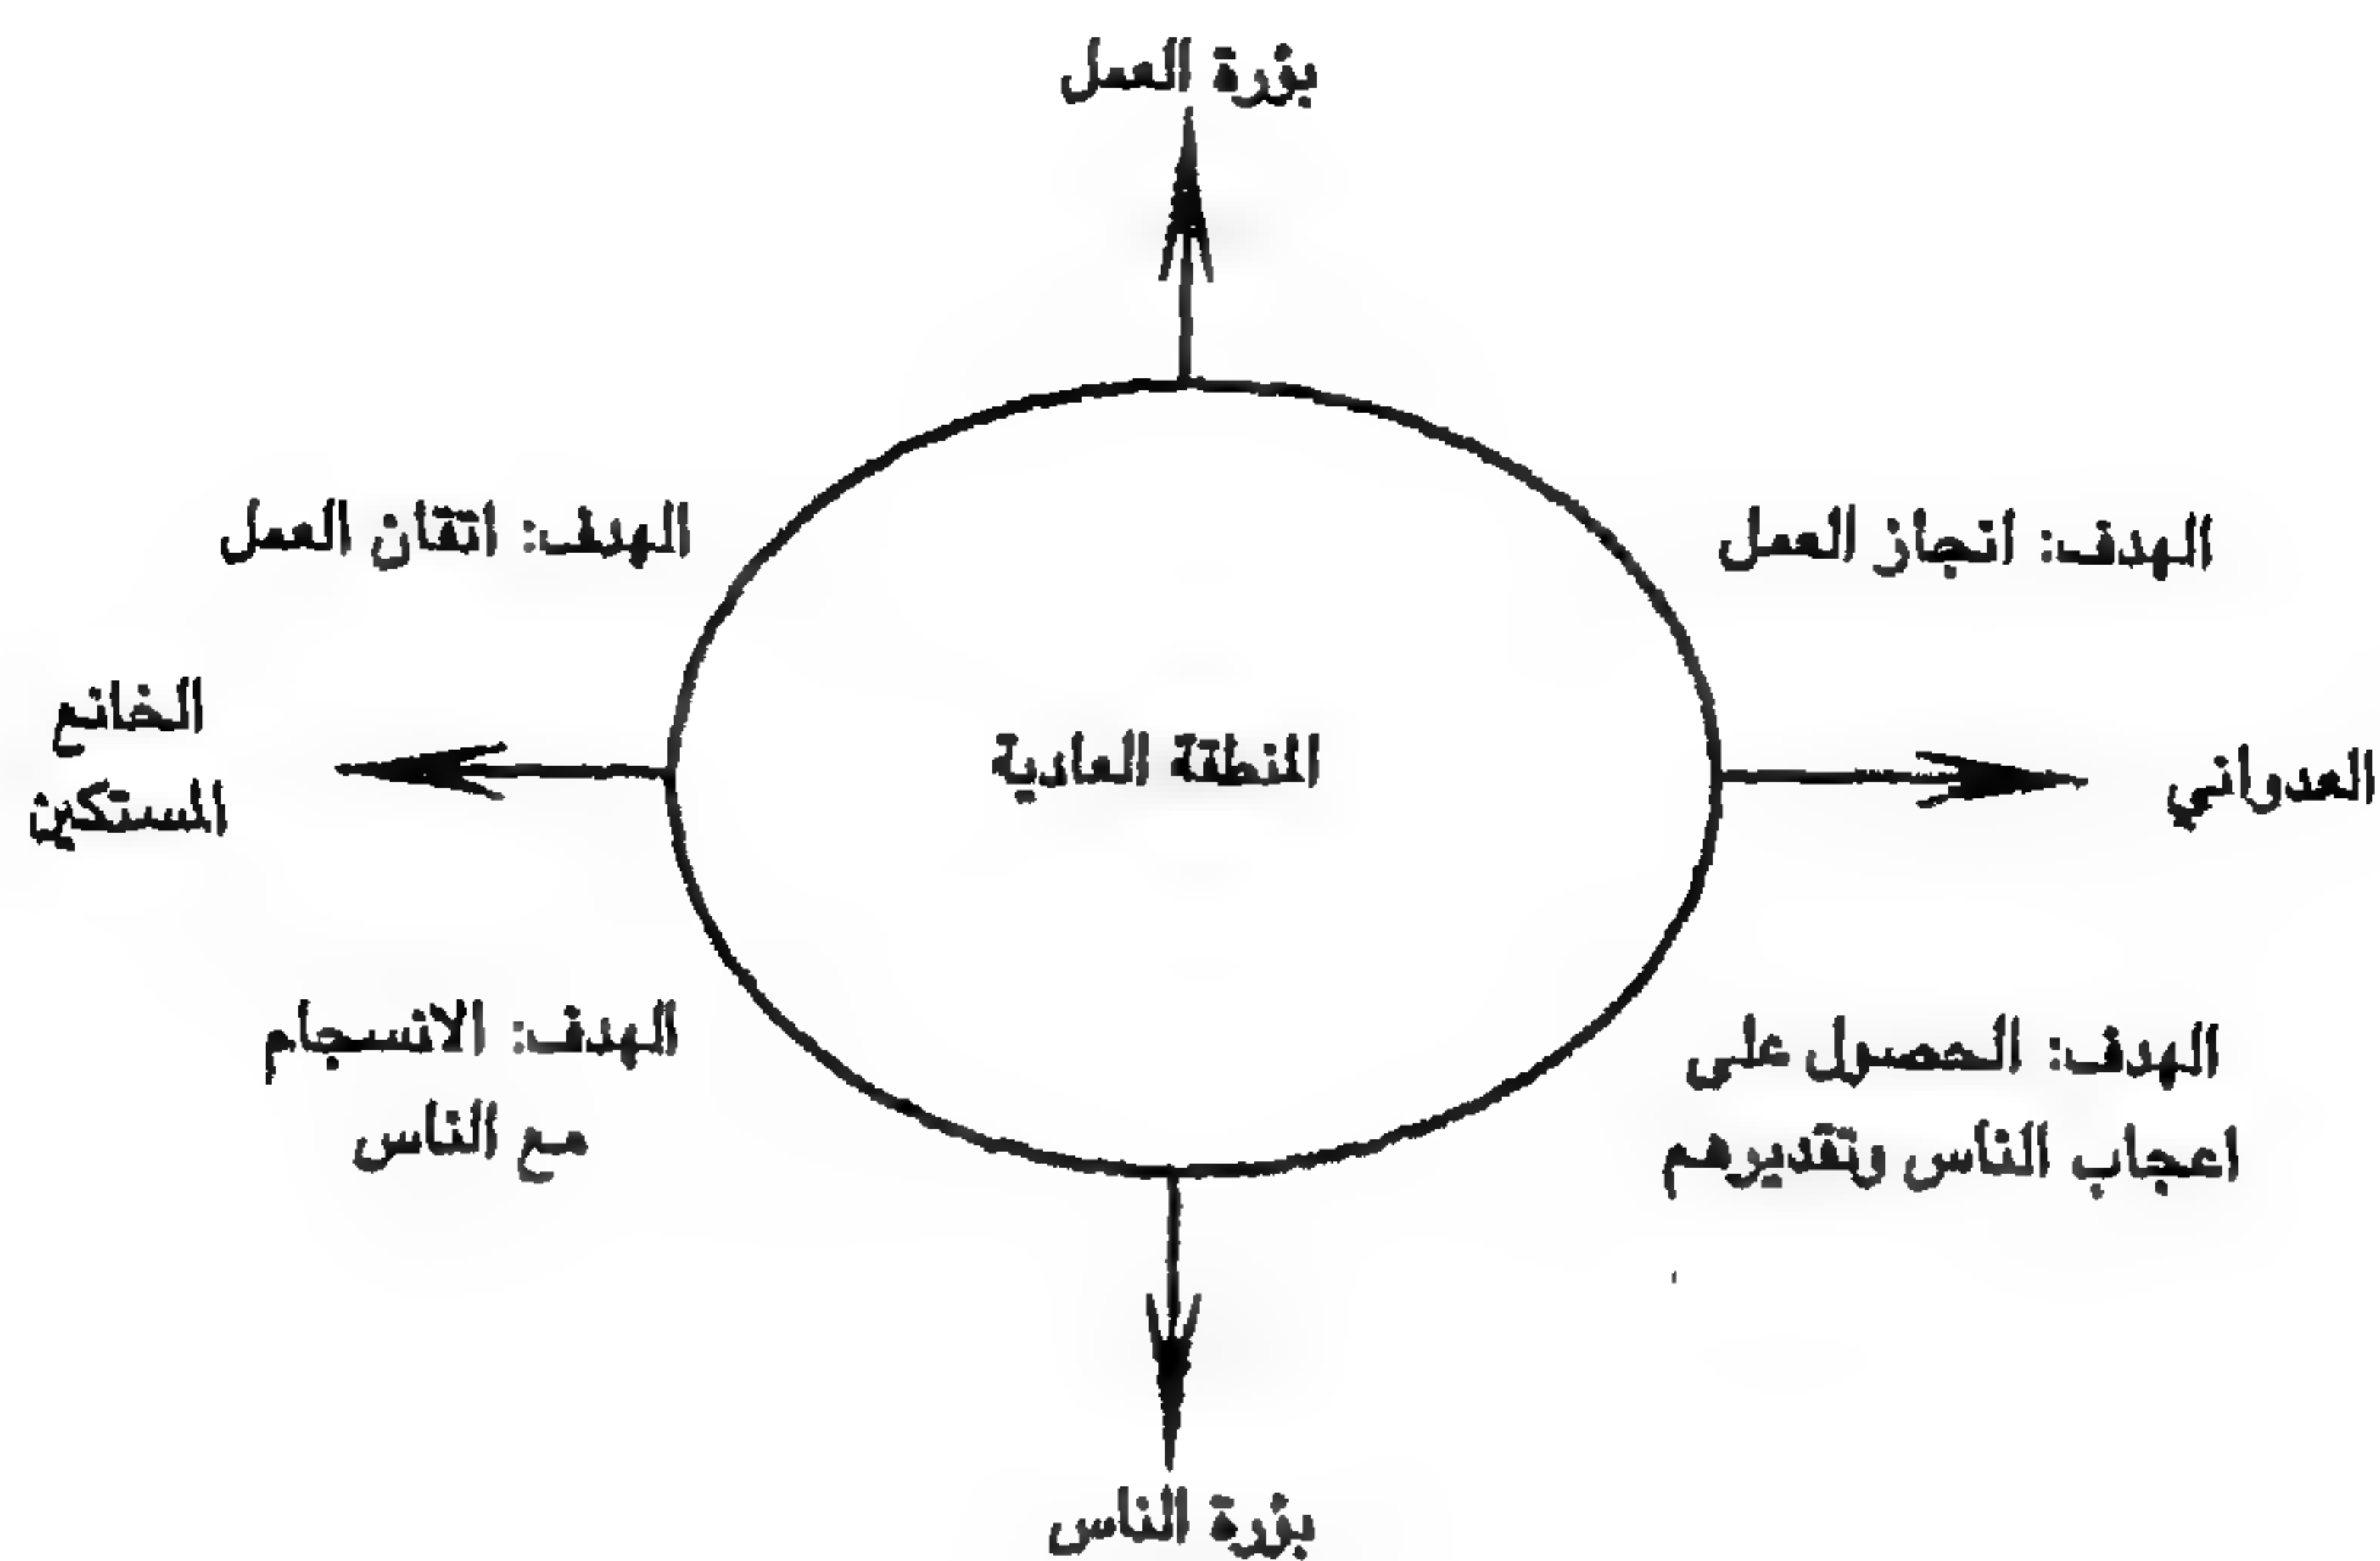 بؤرة العمل
الهدف: انجاز العمل
الهدف: اتقان العمل
العدواني
المنطقة العادية
الخانع
المستكين
الهدف: الحصول على
اعجاب الناس وتقديرهم
الهدف: الانسجام
مع الناس
بؤرة الناس